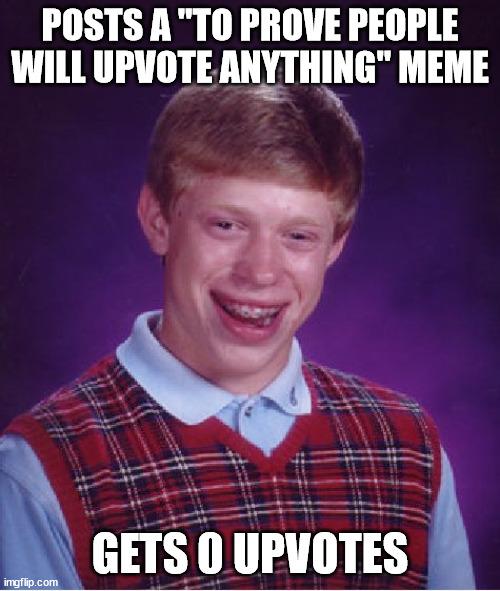 POSTS A "TO PROVE PEOPLE
WILL UPVOTE ANYTHING" MEME
GETS 0 UPVOTES
imgflip.com